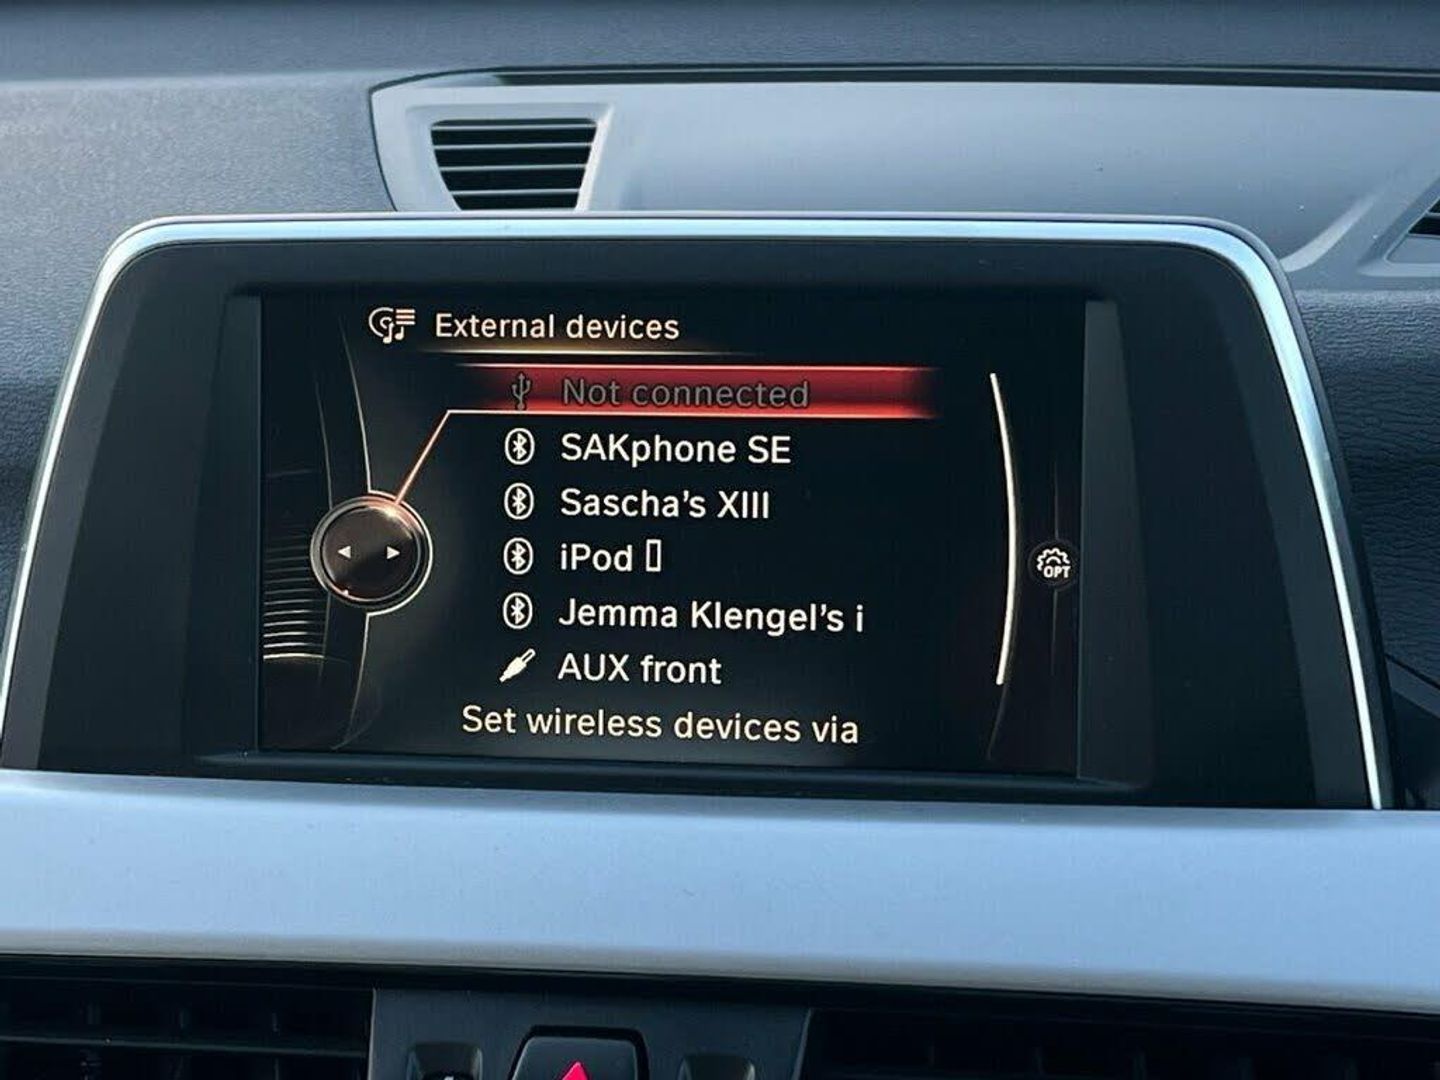 External devices
Not connected
SAKphone SE
Sascha's XIII
iPod ▯
Jemma Klengel's i
AUX front
Set wireless devices via
OPT